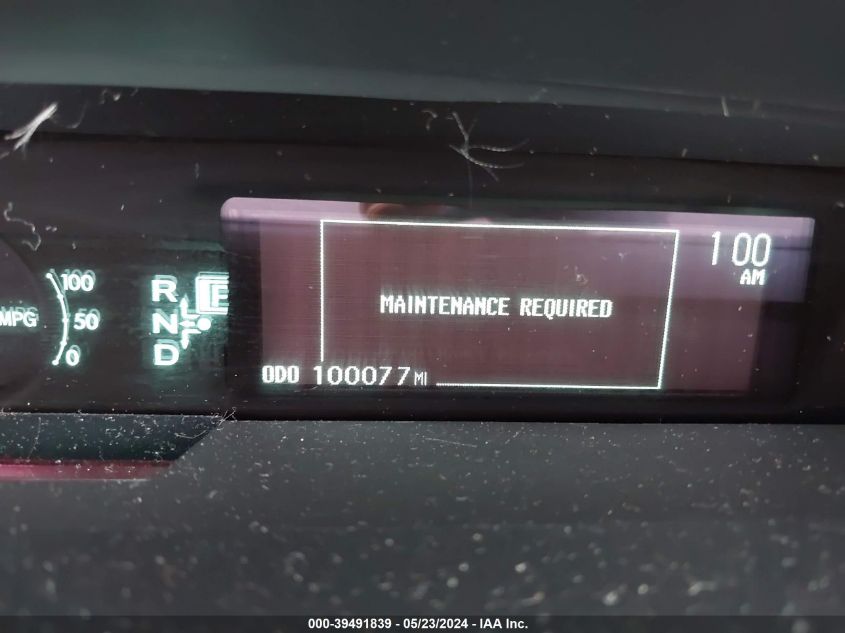 100
50
0
MPG
R
N
D
1:00
AM
MAINTENANCE REQUIRED
ODO 100077 MI
000-39491839 - 05/23/2024 - IAA Inc.